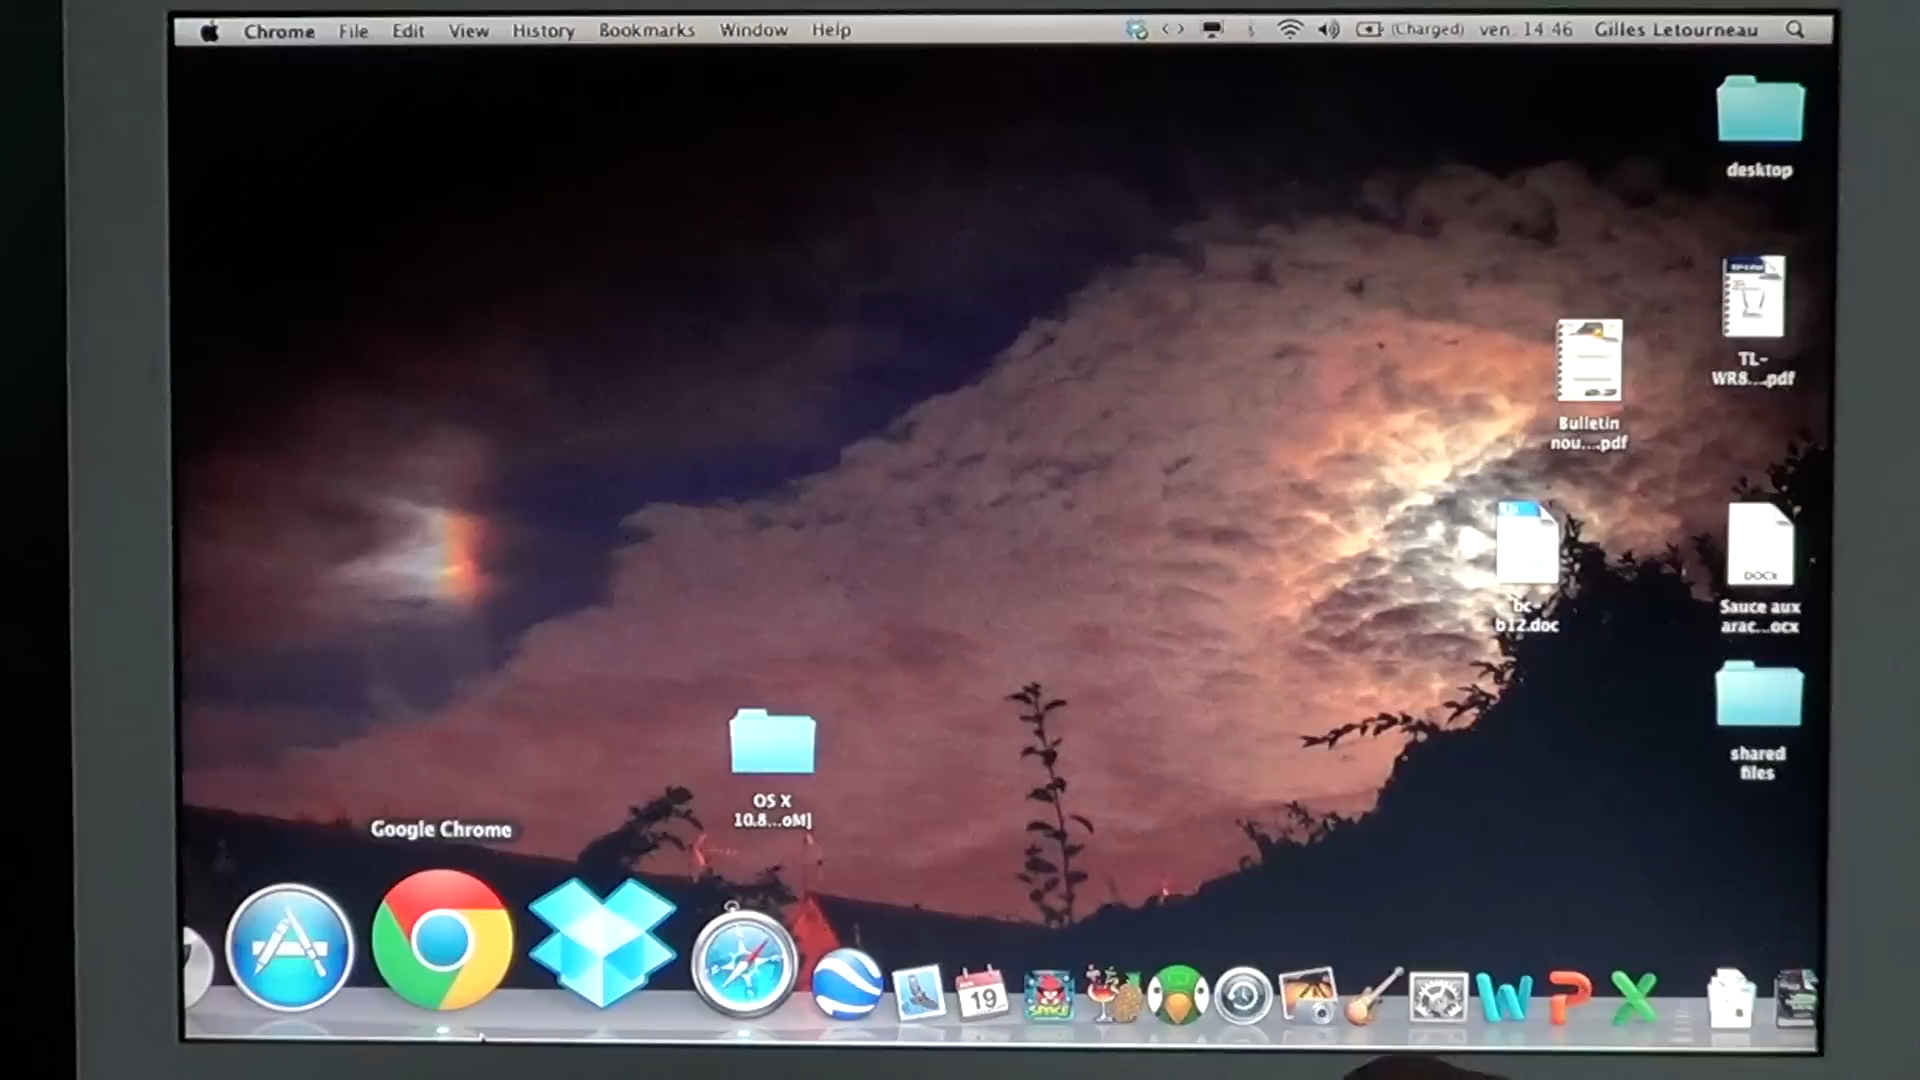 Chrome File Edit View History Bookmarks Window Help
(Charged) ven. 14:46 Gilles Letourneau
desktop
TL-
WR8....pdf
Bulletin
nou....pdf
bc-
b12.doc
DOCX
Sauce aux
arac...ocx
shared
files
OS X
10.8...oM]
Google Chrome
19
SPACE
W P X